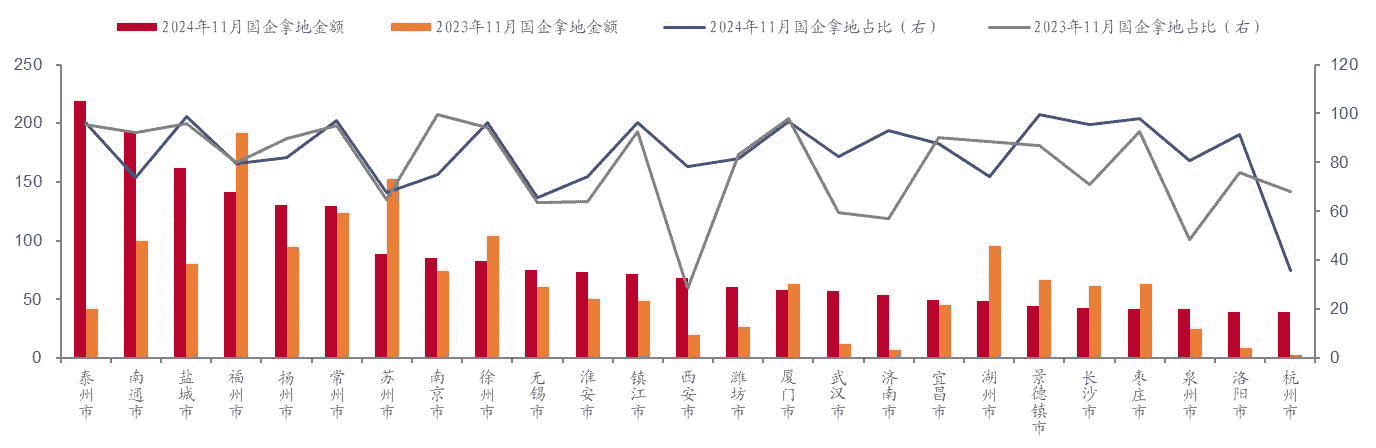 2024年11月国企拿地金额 2023年11月国企拿地金额 2024年11月国企拿地占比（右） 2023年11月国企拿地占比（右）
250
200
150
100
50
0
120
100
80
60
40
20
0
泰州市
南通市
盐城市
福州市
扬州市
常州市
苏州市
南京市
徐州市
无锡市
淮安市
镇江市
西安市
潍坊市
厦门市
武汉市
济南市
宜昌市
湖州市
景德镇市
长沙市
枣庄市
泉州市
洛阳市
杭州市